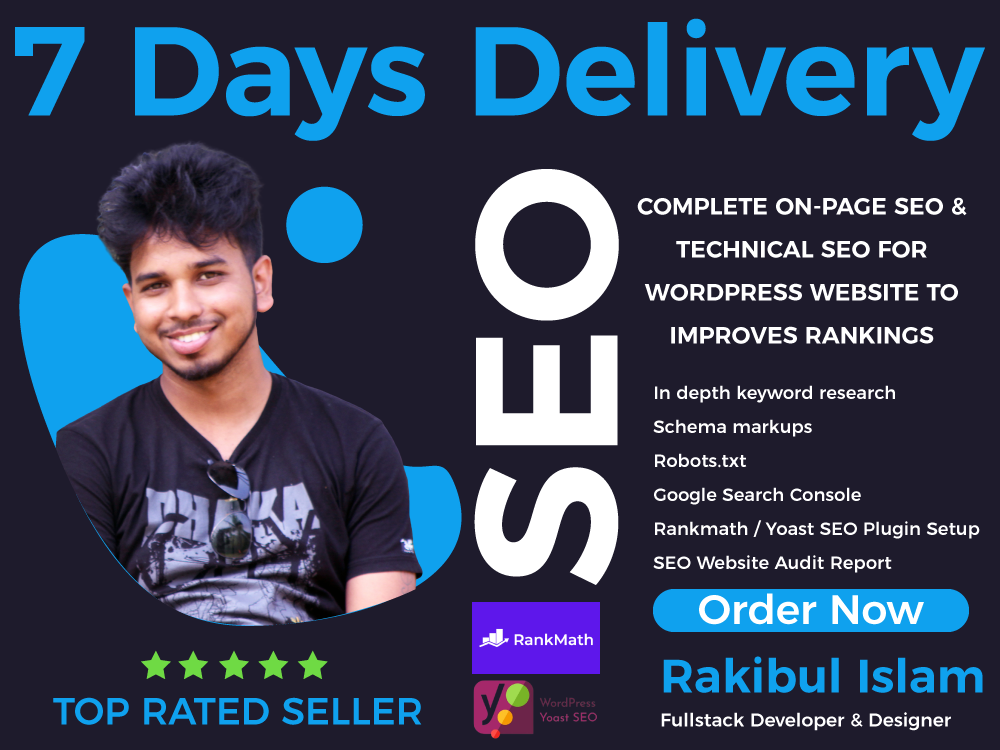 7 Days Delivery
SEO
COMPLETE ON-PAGE SEO &
TECHNICAL SEO FOR
WORDPRESS WEBSITE TO
IMPROVES RANKINGS
In depth keyword research
Schema markups
Robots.txt
Google Search Console
Rankmath / Yoast SEO Plugin Setup
SEO Website Audit Report
Order Now
Rakibul Islam
Fullstack Developer & Designer
RankMath
y
WordPress
Yoast SEO
DHAKA
TOP RATED SELLER